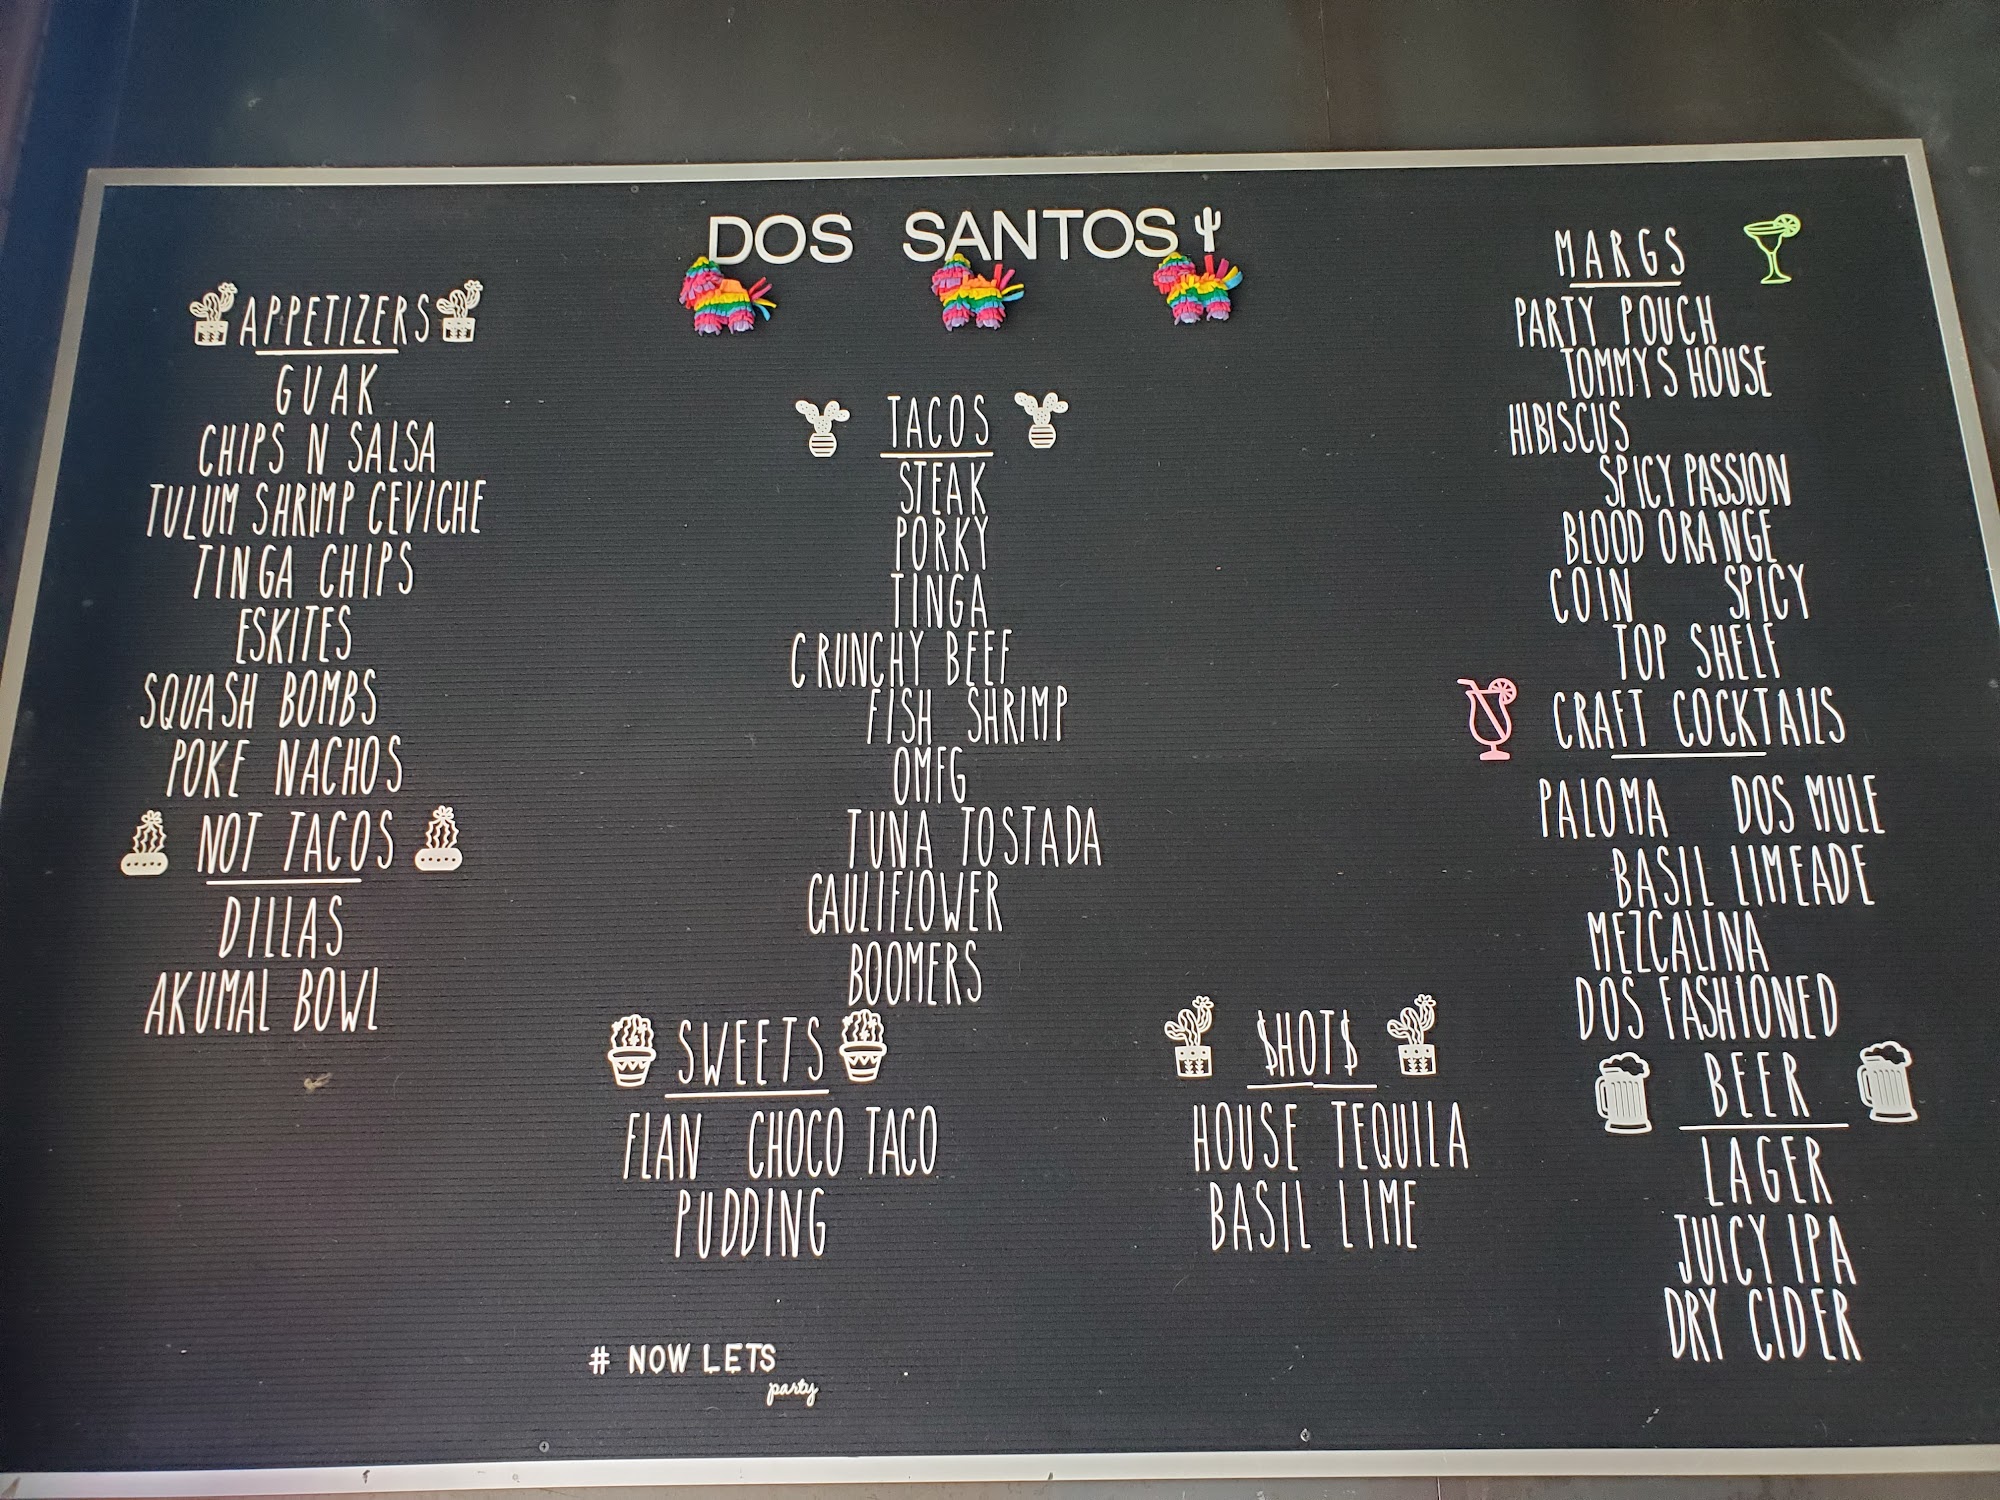 DOS SANTOS
APPETIZERS
GUAK
CHIPS N SALSA
TULUM SHRIMP CEVICHE
TINGA CHIPS
ESKITES
SQUASH BOMBS
POKE NACHOS
NOT TACOS
DILLAS
AKUMAL BOWL
TACOS
STEAK
PORKY
TINGA
CRUNCHY BEEF
FISH SHRIMP
OMFG
TUNA TOSTADA
CAULIFLOWER
BOOMERS
SWEETS
FLAN CHOCO TACO
PUDDING
$HOT$
HOUSE TEQUILA
BASIL LIME
MARGS
PARTY POUCH
TOMMYS HOUSE
HIBISCUS
SPICY PASSION
BLOOD ORANGE
COIN SPICY
TOP SHELF
CRAFT COCKTAILS
PALOMA DOS MULE
BASIL LIMEADE
MEZCALINA
DOS FASHIONED
BEER
LAGER
JUICY IPA
DRY CIDER
# NOW LETS
party